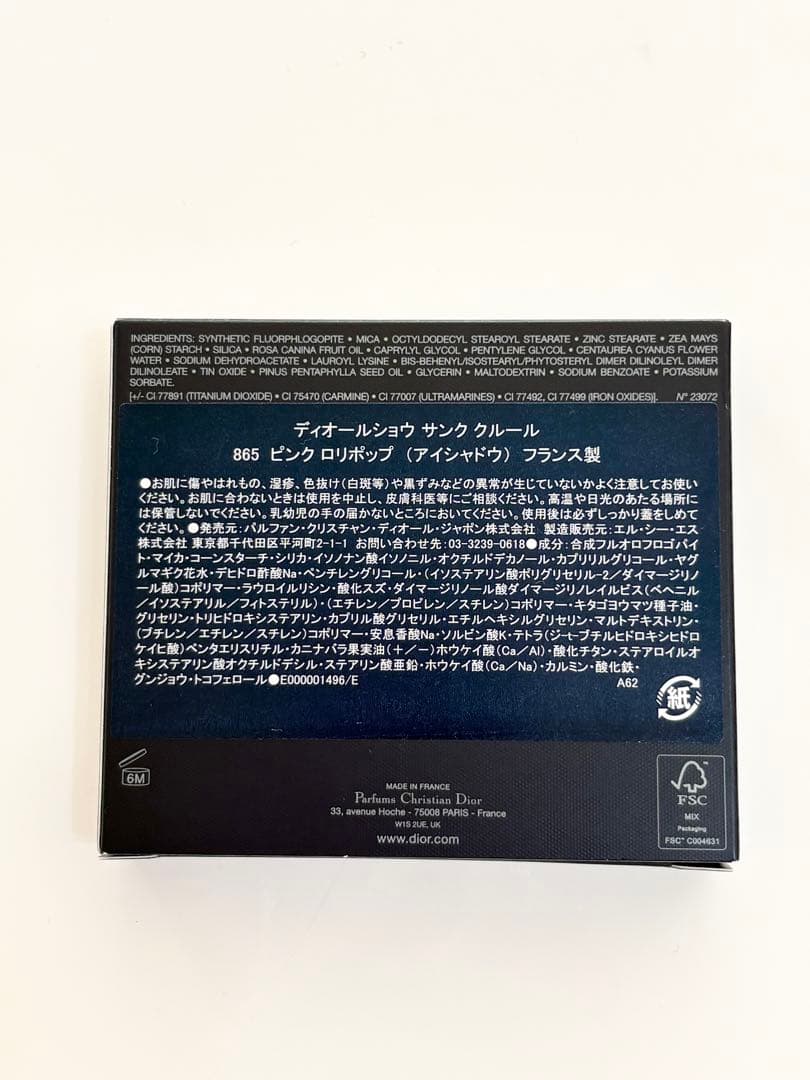 INGREDIENTS: SYNTHETIC FLUORPHLOGOPITE • MICA • OCTYLDODECYL STEAROYL STEARATE • ZINC STEARATE • ZEA MAYS
(CORN) STARCH • SILICA • ROSA CANINA FRUIT OIL • CAPRYLYL GLYCOL • PENTYLENE GLYCOL • CENTAUREA CYANUS FLOWER
WATER • SODIUM DEHYDROACETATE • LAUROYL LYSINE • BIS-BEHENYL/ISOSTEARYL/PHYTOSTERYL DIMER DILINOLEYL DIMER
DILINOLEATE • TIN OXIDE • PINUS PENTAPHYLLA SEED OIL • GLYCERIN • MALTODEXTRIN • SODIUM BENZOATE • POTASSIUM
SORBATE.
[+/- CI 77891 (TITANIUM DIOXIDE) • CI 75470 (CARMINE) • CI 77007 (ULTRAMARINES) • CI 77492, CI 77499 (IRON OXIDES)]. N° 23072
ディオールショウ サンク クルール
865 ピンク ロリポップ (アイシャドウ) フランス製
●お肌に傷やはれもの、湿疹、色抜け(白斑等)や黒ずみなどの異常が生じていないかよく注意してお使い
ください。お肌に合わないときは使用を中止し、皮膚科医等にご相談ください。高温や日光のあたる場所に
は保管しないでください。乳幼児の手の届かないところにおいてください。使用後は必ずしっかり蓋をしめて
ください。●発売元:パルファン・クリスチャン・ディオール・ジャポン株式会社 製造販売元:エル・シー・エス
株式会社 東京都千代田区平河町2-1-1 お問い合わせ先:03-3239-0618●成分:合成フルオロフロゴパイ
ト・マイカ・コーンスターチ・シリカ・イソノナン酸イソノニル・オクチルドデカノール・カプリリルグリコール・ヤグ
ルマギク花水・デヒドロ酢酸Na・ペンチレングリコール・(イソステアリン酸ポリグリセリル-2/ダイマージリノ
ール酸)コポリマー・ラウロイルリシン・酸化スズ・ダイマージリノール酸ダイマージリノレイルビス(ベヘニル
/イソステアリル/フィトステリル)・(エチレン/プロピレン/スチレン)コポリマー・キタゴヨウマツ種子油・
グリセリン・トリヒドロキシステアリン・カプリル酸グリセリル・エチルヘキシルグリセリン・マルトデキストリン・
(ブチレン/エチレン/スチレン)コポリマー・安息香酸Na・ソルビン酸K・テトラ(ジ-t-ブチルヒドロキシヒドロ
ケイヒ酸)ペンタエリスリチル・カニナバラ果実油(+/-)ホウケイ酸(Ca/Al)・酸化チタン・ステアロイルオ
キシステアリン酸オクチルドデシル・ステアリン酸亜鉛・ホウケイ酸(Ca/Na)・カルミン・酸化鉄・
グンジョウ・トコフェロール●E000001496/E A62
紙
6M
MADE IN FRANCE
Parfums Christian Dior
33, avenue Hoche - 75008 PARIS - France
W1S 2UE, UK
www.dior.com
FSC
MIX
Packaging
FSC™ C004631